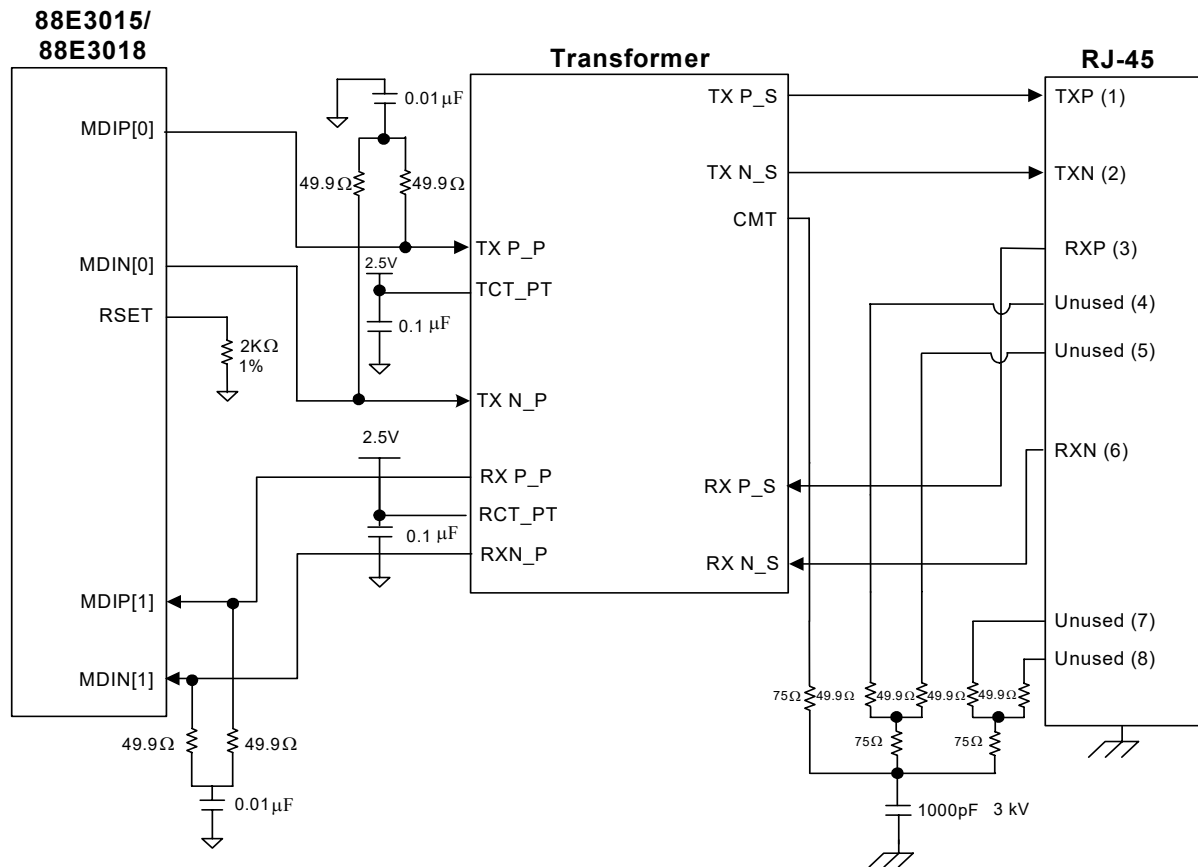 88E3015/
88E3018
Transformer
RJ-45
MDIP[0]
MDIN[0]
RSET
2KΩ
1%
MDIP[1]
MDIN[1]
0.01μF
49.9Ω
49.9Ω
2.5V
0.1 μF
2.5V
0.1 μF
49.9Ω
49.9Ω
0.01μF
TX P_P
TCT_PT
TX N_P
RX P_P
RCT_PT
RXN_P
TX P_S
TX N_S
CMT
RX P_S
RX N_S
TXP (1)
TXN (2)
RXP (3)
Unused (4)
Unused (5)
RXN (6)
Unused (7)
Unused (8)
75Ω
49.9Ω
49.9Ω
49.9Ω
49.9Ω
75Ω
75Ω
1000pF 3 kV